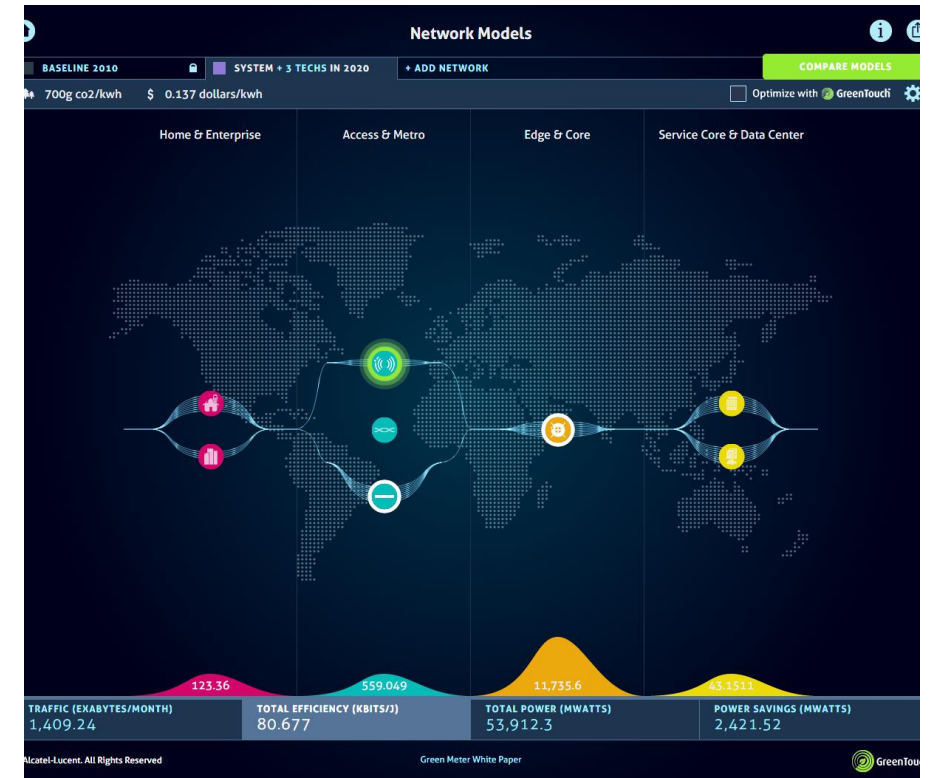 Network Models
BASELINE 2010
SYSTEM + 3 TECHS IN 2020
+ ADD NETWORK
COMPARE MODELS
700g co2/kwh
$ 0.137 dollars/kwh
Optimize with GreenTouch
Home & Enterprise
Access & Metro
Edge & Core
Service Core & Data Center
123.36
559.049
11,735.6
43.1511
TRAFFIC (EXABYTES/MONTH)
1,409.24
TOTAL EFFICIENCY (KBITS/J)
80.677
TOTAL POWER (MWATTS)
53,912.3
POWER SAVINGS (MWATTS)
2,421.52
Alcatel-Lucent. All Rights Reserved
Green Meter White Paper
GreenTou